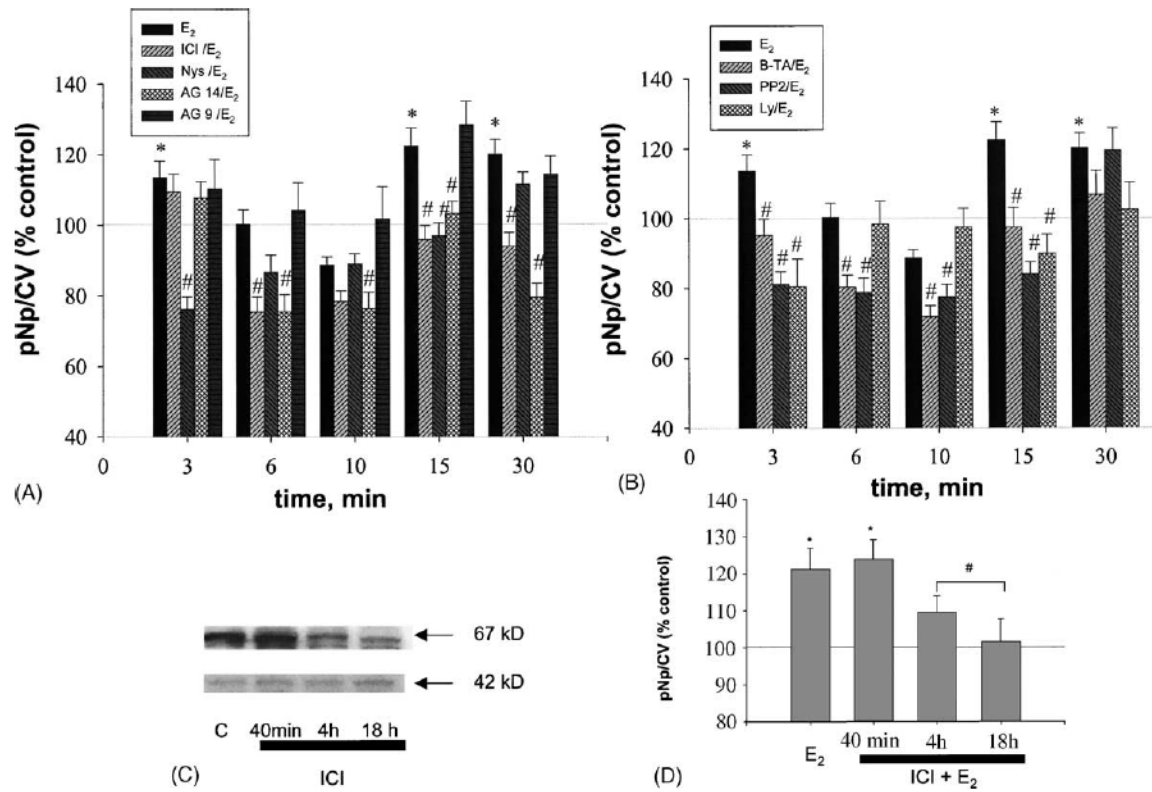 E₂
ICI /E₂
Nys /E₂
AG 14/E₂
AG 9 /E₂
140
120
100
80
60
40
pNp/CV (% control)
* # # # # * # # # * # #
0 3 6 10 15 30
time, min
(A)
E₂
B-TA/E₂
PP2/E₂
Ly/E₂
140
120
100
80
60
40
pNp/CV (% control)
* # # # # # # # * # # # *
0 3 6 10 15 30
time, min
(B)
67 kD
42 kD
C 40min 4h 18 h
ICI
(C)
140
130
120
110
100
90
80
pNp/CV (% control)
* * #
E₂ 40 min 4h 18h
ICI + E₂
(D)